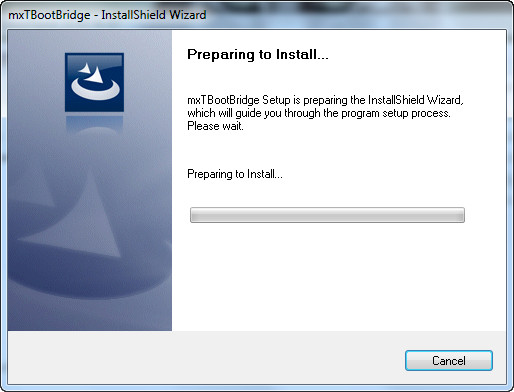 mxTBootBridge - InstallShield Wizard
Preparing to Install...
mxTBootBridge Setup is preparing the InstallShield Wizard,
which will guide you through the program setup process.
Please wait.
Preparing to Install...
Cancel